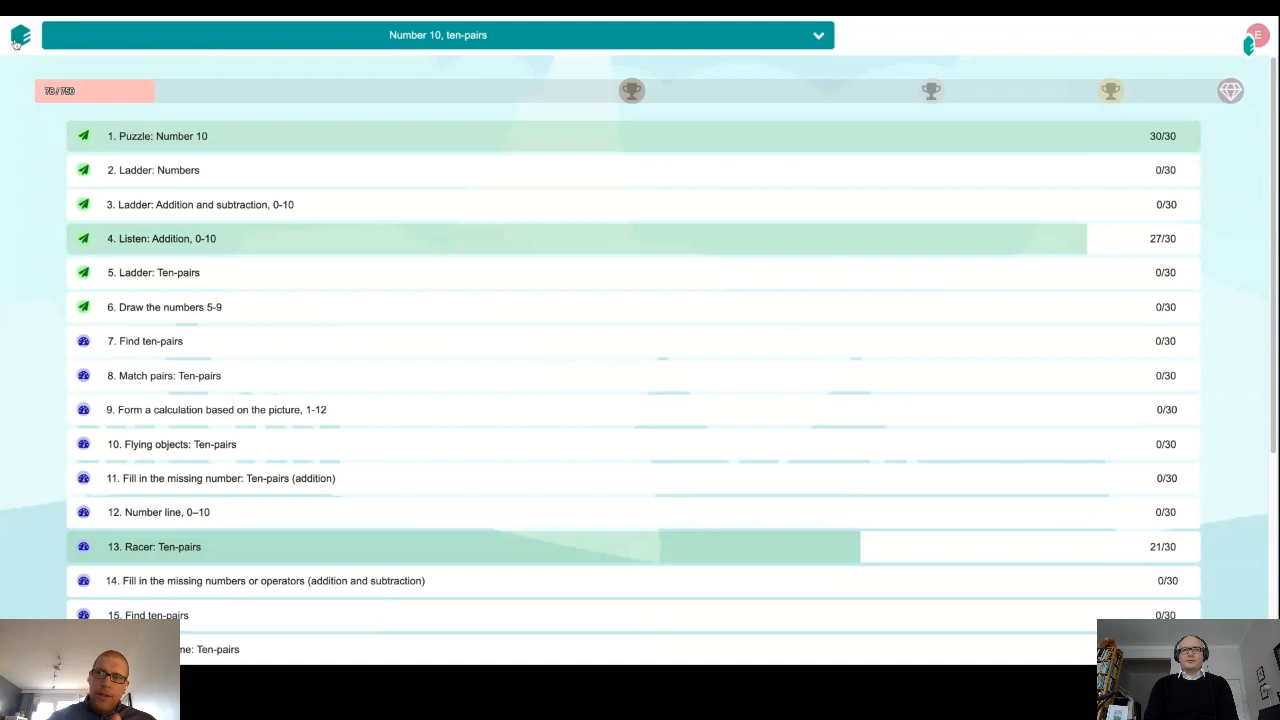 Number 10, ten-pairs
E
78 / 750
1. Puzzle: Number 10 30/30
2. Ladder: Numbers 0/30
3. Ladder: Addition and subtraction, 0-10 0/30
4. Listen: Addition, 0-10 27/30
5. Ladder: Ten-pairs 0/30
6. Draw the numbers 5-9 0/30
7. Find ten-pairs 0/30
8. Match pairs: Ten-pairs 0/30
9. Form a calculation based on the picture, 1-12 0/30
10. Flying objects: Ten-pairs 0/30
11. Fill in the missing number: Ten-pairs (addition) 0/30
12. Number line, 0–10 0/30
13. Racer: Ten-pairs 21/30
14. Fill in the missing numbers or operators (addition and subtraction) 0/30
15. Find ten-pairs 0/30
me: Ten-pairs